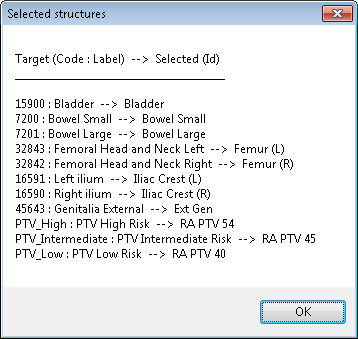 Selected structures
Target (Code : Label) --> Selected (Id)
15900 : Bladder --> Bladder
7200 : Bowel Small --> Bowel Small
7201 : Bowel Large --> Bowel Large
32843 : Femoral Head and Neck Left --> Femur (L)
32842 : Femoral Head and Neck Right --> Femur (R)
16591 : Left ilium --> Iliac Crest (L)
16590 : Right ilium --> Iliac Crest (R)
45643 : Genitalia External --> Ext Gen
PTV_High : PTV High Risk --> RA PTV 54
PTV_Intermediate : PTV Intermediate Risk --> RA PTV 45
PTV_Low : PTV Low Risk --> RA PTV 40
OK